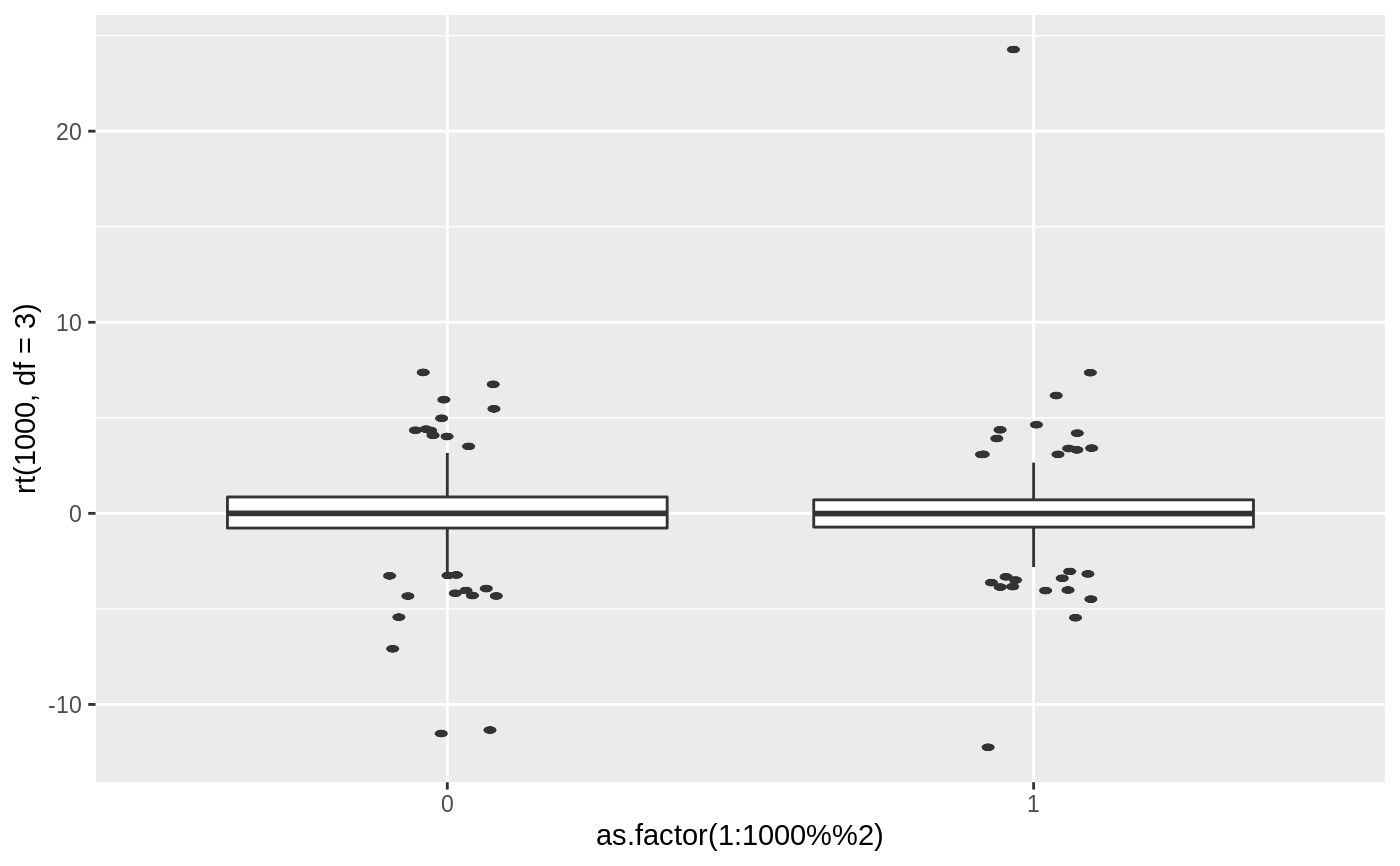 20
10
0
-10
rt(1000, df = 3)
0 1
as.factor(1:1000%%2)